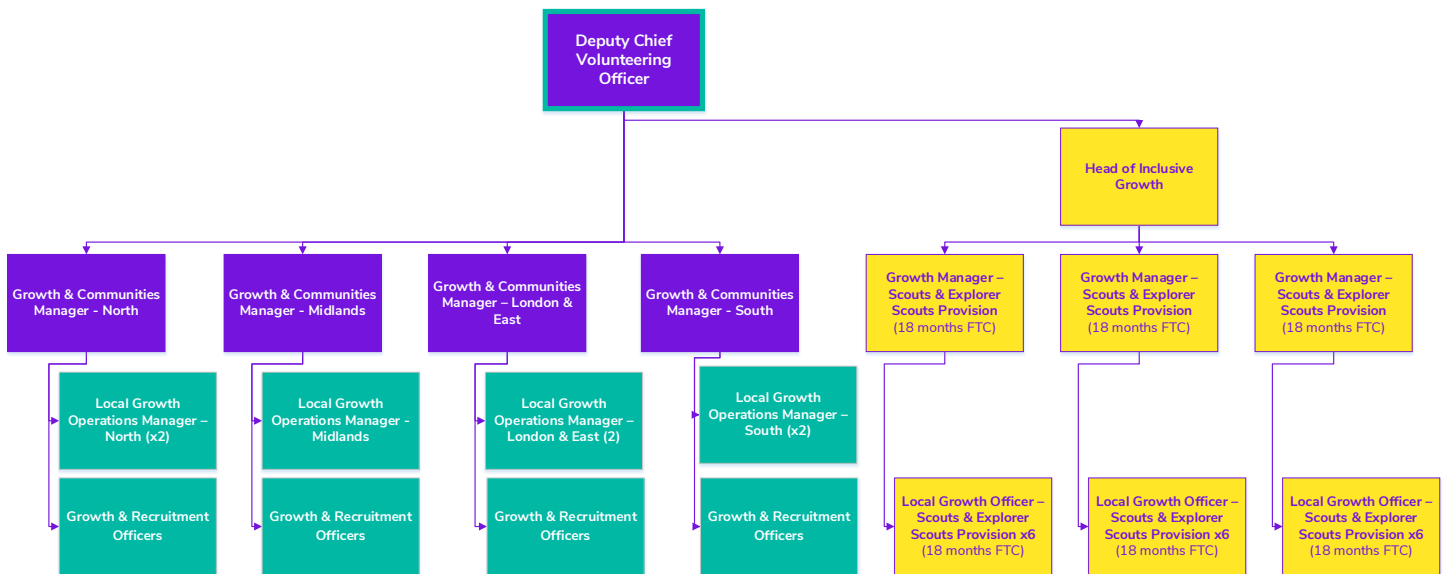 Deputy Chief
Volunteering
Officer
Head of Inclusive
Growth
Growth & Communities
Manager - North
Growth & Communities
Manager - Midlands
Growth & Communities
Manager – London &
East
Growth & Communities
Manager - South
Growth Manager –
Scouts & Explorer
Scouts Provision
(18 months FTC)
Growth Manager –
Scouts & Explorer
Scouts Provision
(18 months FTC)
Growth Manager –
Scouts & Explorer
Scouts Provision
(18 months FTC)
Local Growth
Operations Manager –
North (x2)
Local Growth
Operations Manager -
Midlands
Local Growth
Operations Manager –
London & East (2)
Local Growth
Operations Manager –
South (x2)
Growth & Recruitment
Officers
Growth & Recruitment
Officers
Growth & Recruitment
Officers
Growth & Recruitment
Officers
Local Growth Officer –
Scouts & Explorer
Scouts Provision x6
(18 months FTC)
Local Growth Officer –
Scouts & Explorer
Scouts Provision x6
(18 months FTC)
Local Growth Officer –
Scouts & Explorer
Scouts Provision x6
(18 months FTC)